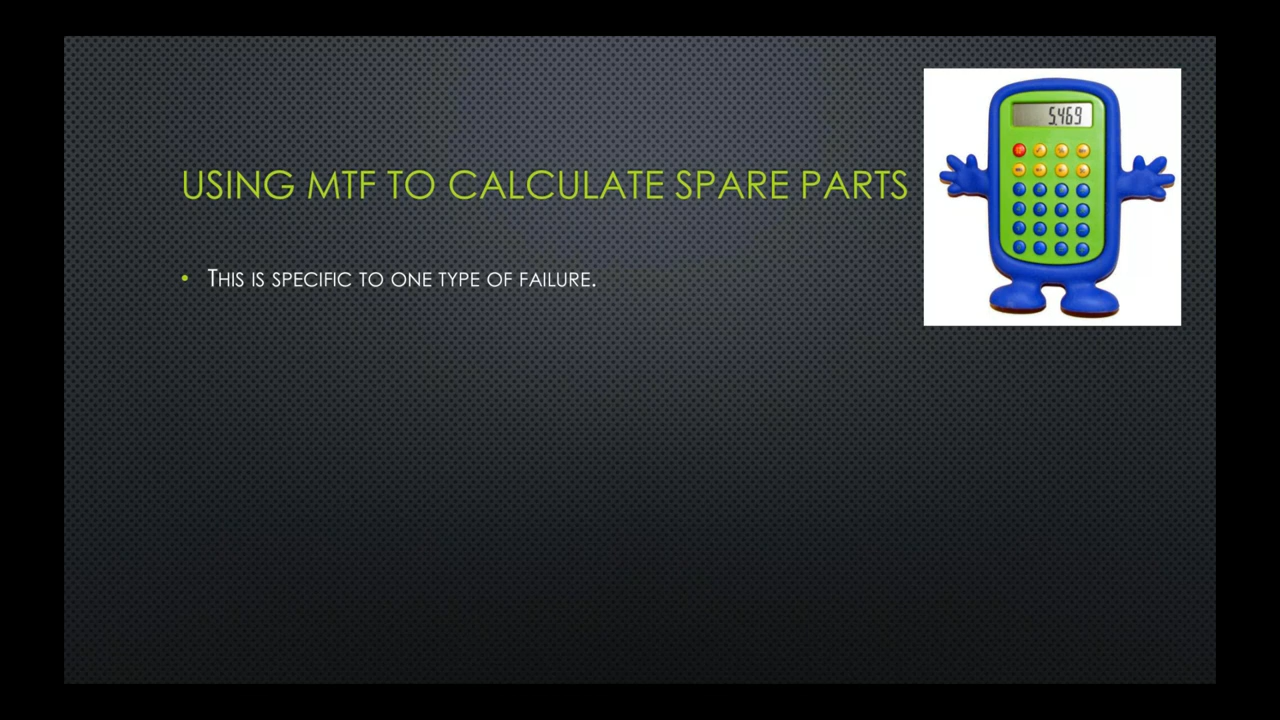 USING MTF TO CALCULATE SPARE PARTS
5.469
• THIS IS SPECIFIC TO ONE TYPE OF FAILURE.